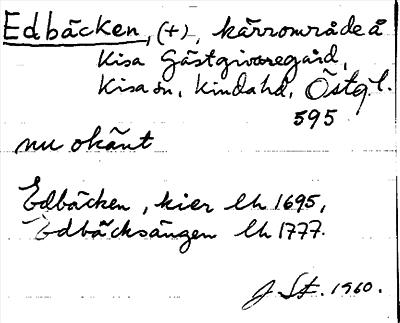 Edbäcken, (+), kärrområde å
Kisa Gästgivaregård,
Kisa sn, Kinda hd, Östg. l.
595
nu okänt
Edbäcken, kier lh 1695,
Edbäcksängen lh 1777.
J. St. 1960.